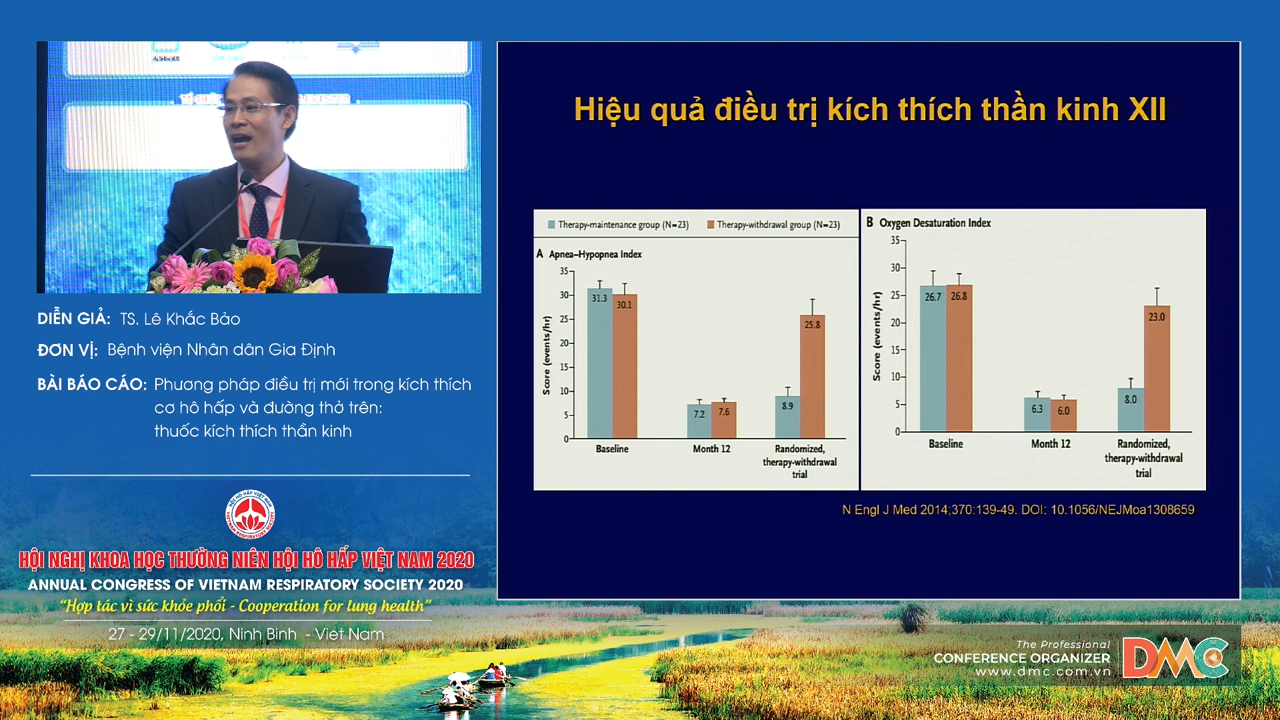 DIỄN GIẢ: TS. Lê Khắc Bảo
ĐƠN VỊ: Bệnh viện Nhân dân Gia Định
BÀI BÁO CÁO: Phương pháp điều trị mới trong kích thích
cơ hô hấp và đường thở trên:
thuốc kích thích thần kinh
HỘI HÔ HẤP VIỆT NAM
VIETNAM RESPIRATORY SOCIETY
HỘI NGHỊ KHOA HỌC THƯỜNG NIÊN HỘI HÔ HẤP VIỆT NAM 2020
ANNUAL CONGRESS OF VIETNAM RESPIRATORY SOCIETY 2020
“Hợp tác vì sức khỏe phổi - Cooperation for lung health”
27 - 29/11/2020, Ninh Bình - Viet Nam
Hiệu quả điều trị kích thích thần kinh XII
Therapy-maintenance group (N=23) Therapy-withdrawal group (N=23)
A Apnea–Hypopnea Index
Score (events/hr)
35
30
25
20
15
10
5
0
31.3 30.1
7.2 7.6
8.9 25.8
Baseline Month 12 Randomized,
therapy-withdrawal
trial
B Oxygen Desaturation Index
Score (events/hr)
35
30
25
20
15
10
5
0
26.7 26.8
6.3 6.0
8.0 23.0
Baseline Month 12 Randomized,
therapy-withdrawal
trial
N Engl J Med 2014;370:139-49. DOI: 10.1056/NEJMoa1308659
The Professional
CONFERENCE ORGANIZER
www.dmc.com.vn
DMC